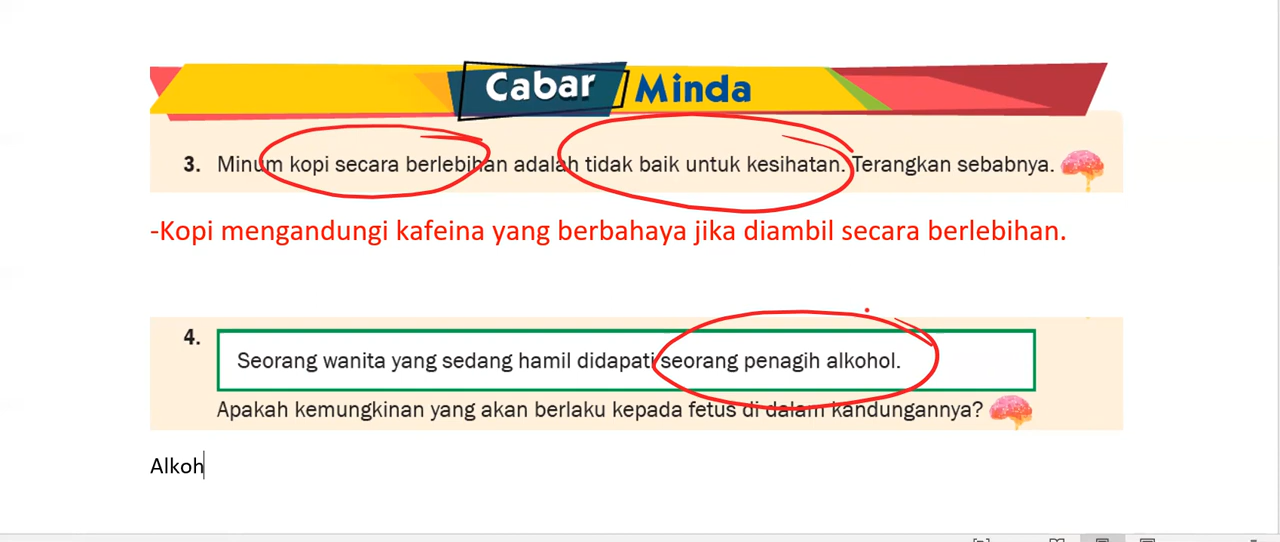 Cabar Minda
3. Minum kopi secara berlebihan adalah tidak baik untuk kesihatan. Terangkan sebabnya.
-Kopi mengandungi kafeina yang berbahaya jika diambil secara berlebihan.
4.
Seorang wanita yang sedang hamil didapati seorang penagih alkohol.
Apakah kemungkinan yang akan berlaku kepada fetus di dalam kandungannya?
Alkoh